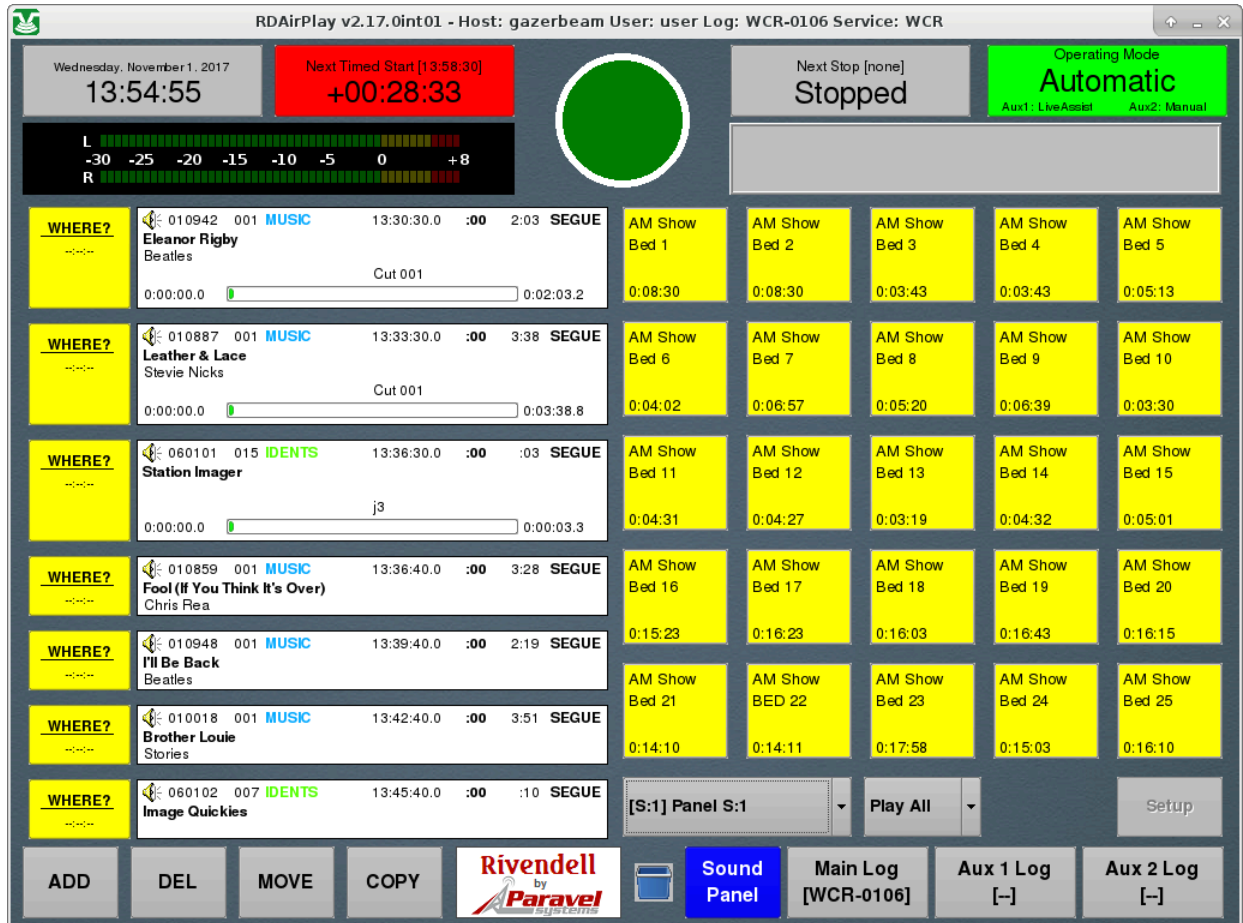 RDAirPlay v2.17.0int01 - Host: gazerbeam User: user Log: WCR-0106 Service: WCR
Wednesday, November 1, 2017
13:54:55
Next Timed Start [13:58:30]
+00:28:33
Next Stop [none]
Stopped
Operating Mode
Automatic
Aux1: LiveAssist Aux2: Manual
L
-30 -25 -20 -15 -10 -5 0 +8
R
WHERE?
--:--:--
010942 001 MUSIC 13:30:30.0 :00 2:03 SEGUE
Eleanor Rigby
Beatles
Cut 001
0:00:00.0 0:02:03.2
WHERE?
--:--:--
010887 001 MUSIC 13:33:30.0 :00 3:38 SEGUE
Leather & Lace
Stevie Nicks
Cut 001
0:00:00.0 0:03:38.8
WHERE?
--:--:--
060101 015 IDENTS 13:36:30.0 :00 :03 SEGUE
Station Imager
j3
0:00:00.0 0:00:03.3
WHERE?
--:--:--
010859 001 MUSIC 13:36:40.0 :00 3:28 SEGUE
Fool (If You Think It's Over)
Chris Rea
WHERE?
--:--:--
010948 001 MUSIC 13:39:40.0 :00 2:19 SEGUE
I'll Be Back
Beatles
WHERE?
--:--:--
010018 001 MUSIC 13:42:40.0 :00 3:51 SEGUE
Brother Louie
Stories
WHERE?
--:--:--
060102 007 IDENTS 13:45:40.0 :00 :10 SEGUE
Image Quickies
AM Show AM Show AM Show AM Show AM Show
Bed 1 Bed 2 Bed 3 Bed 4 Bed 5
0:08:30 0:08:30 0:03:43 0:03:43 0:05:13
AM Show AM Show AM Show AM Show AM Show
Bed 6 Bed 7 Bed 8 Bed 9 Bed 10
0:04:02 0:06:57 0:05:20 0:06:39 0:03:30
AM Show AM Show AM Show AM Show AM Show
Bed 11 Bed 12 Bed 13 Bed 14 Bed 15
0:04:31 0:04:27 0:03:19 0:04:32 0:05:01
AM Show AM Show AM Show AM Show AM Show
Bed 16 Bed 17 Bed 18 Bed 19 Bed 20
0:15:23 0:16:23 0:16:03 0:16:43 0:16:15
AM Show AM Show AM Show AM Show AM Show
Bed 21 BED 22 Bed 23 Bed 24 Bed 25
0:14:10 0:14:11 0:17:58 0:15:03 0:16:10
[S:1] Panel S:1 Play All Setup
ADD DEL MOVE COPY
Rivendell
by
Paravel
systems
Sound
Panel
Main Log
[WCR-0106]
Aux 1 Log
[--]
Aux 2 Log
[--]